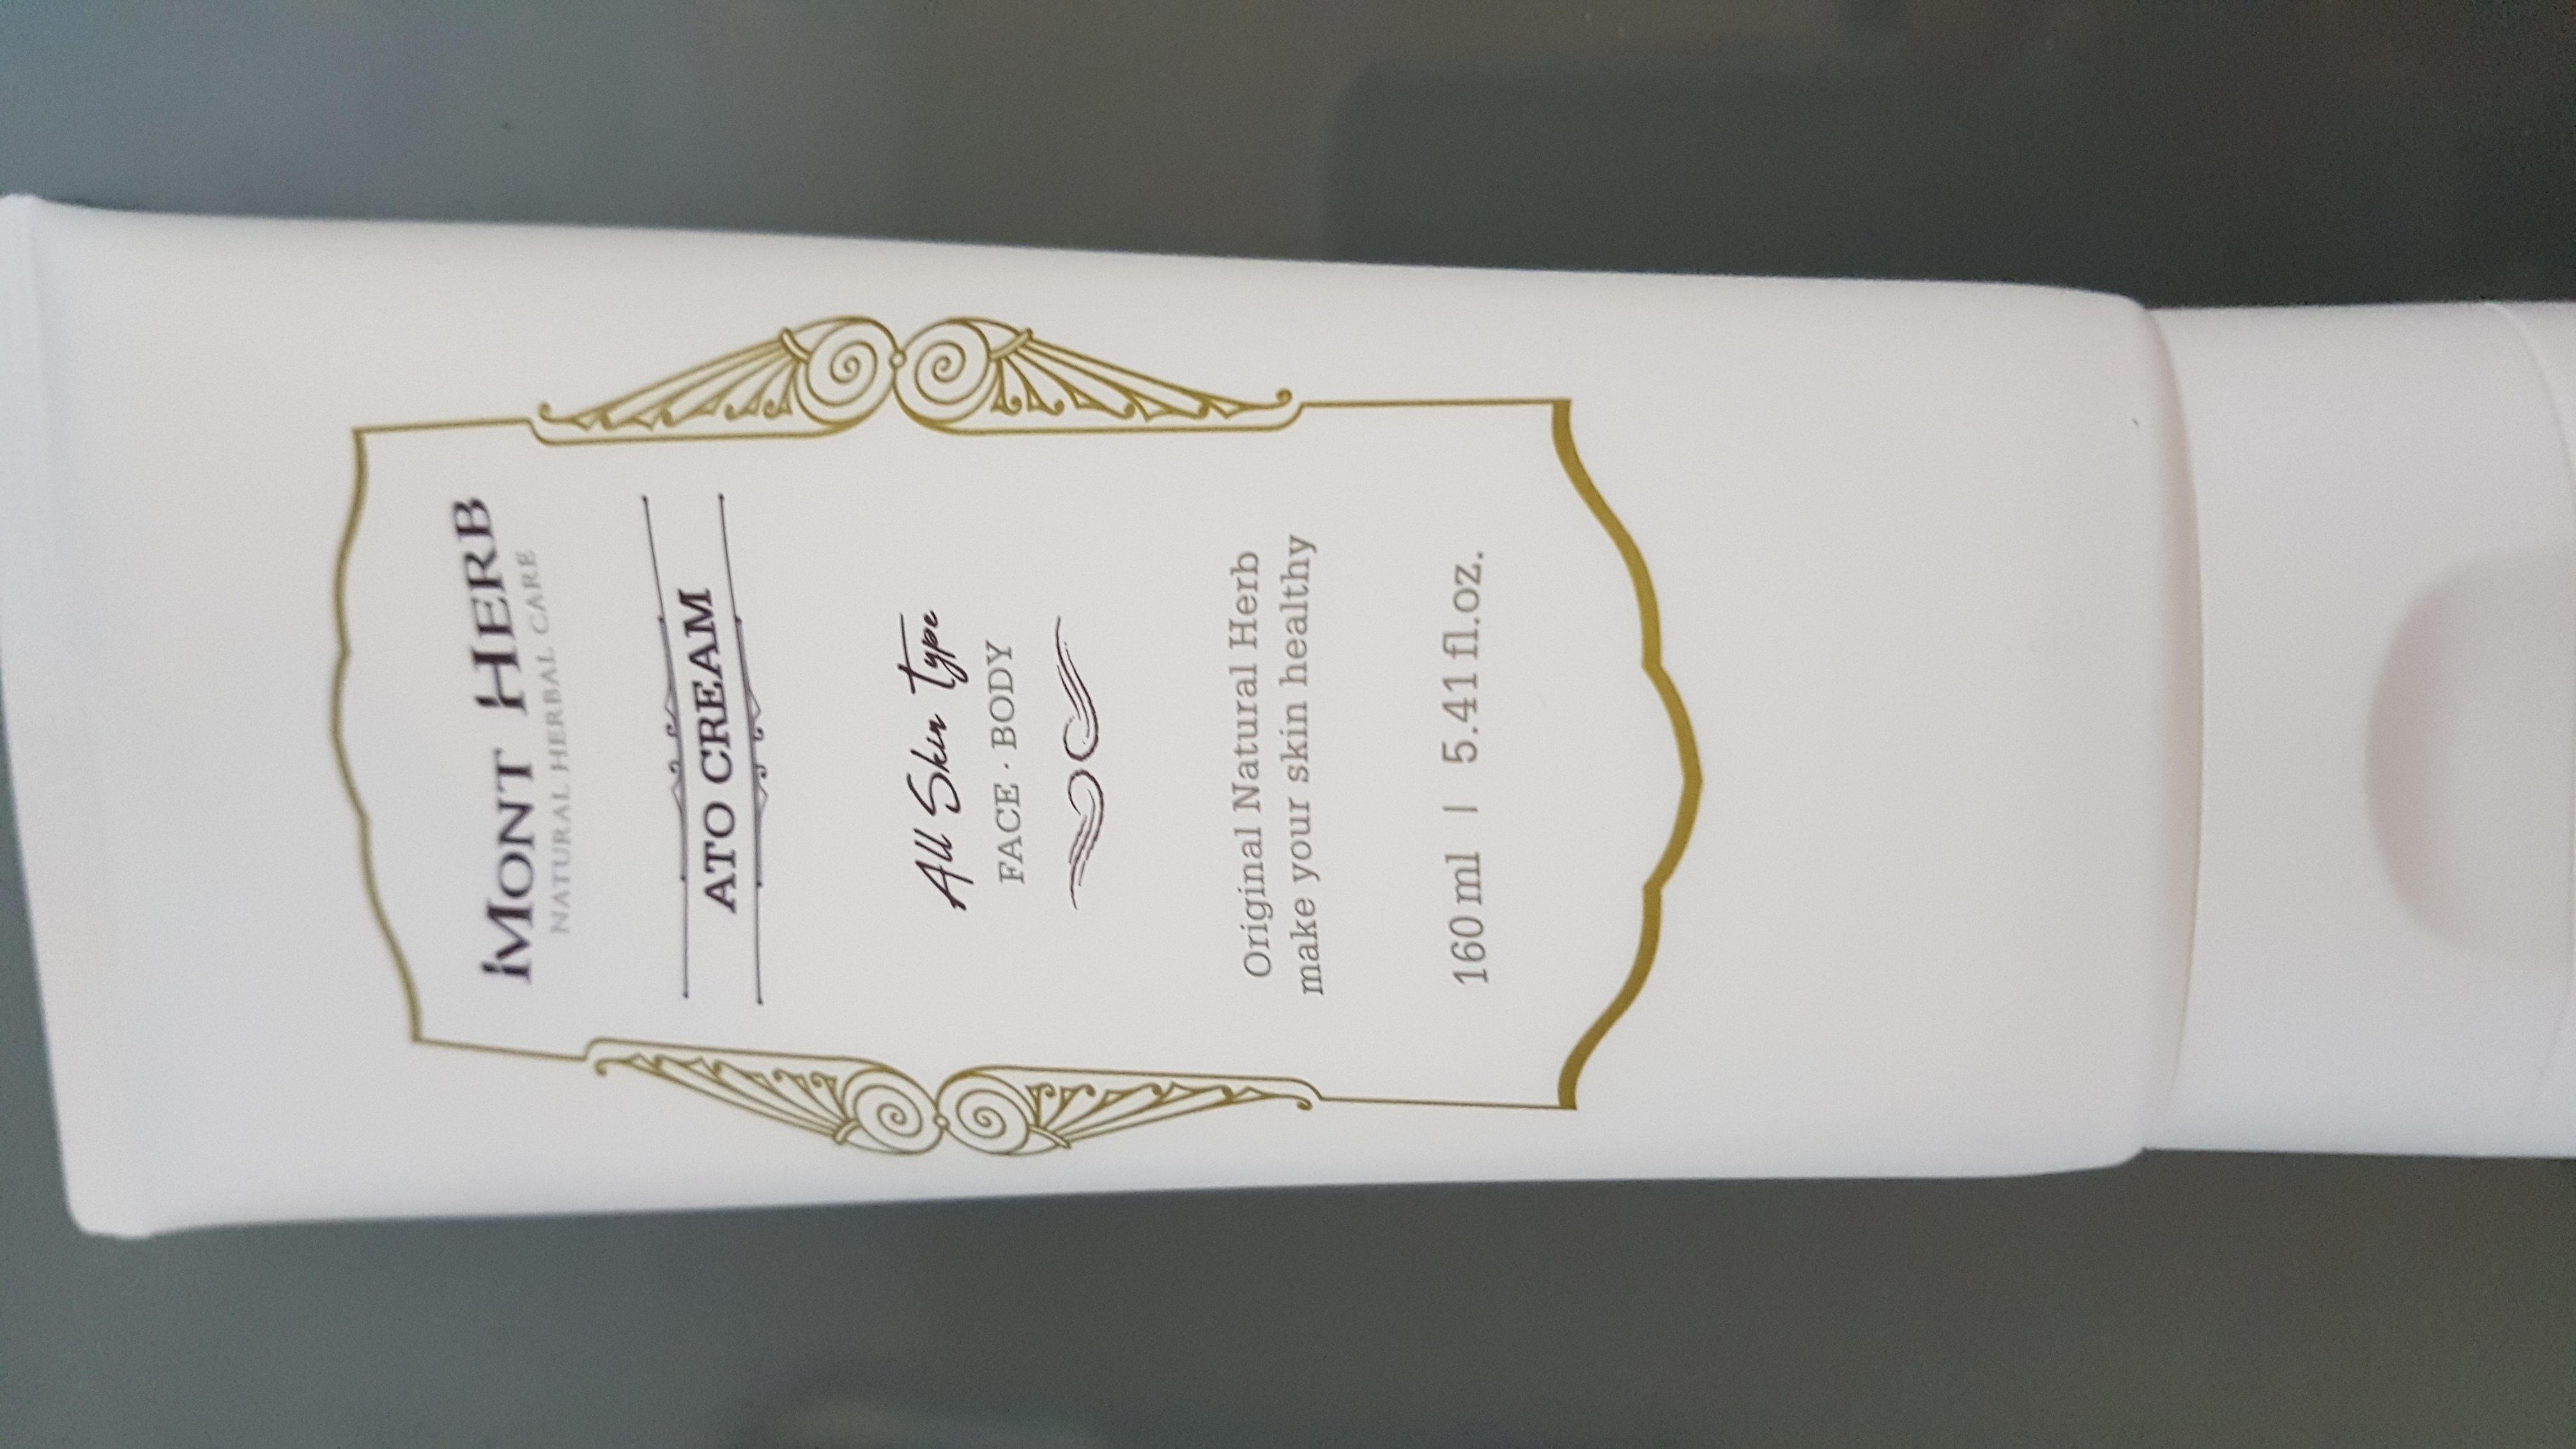 MONT HERB
NATURAL HERBAL CARE
ATO CREAM
All Skin Type
FACE · BODY
Original Natural Herb
make your skin healthy
160 ml | 5.41 fl.oz.